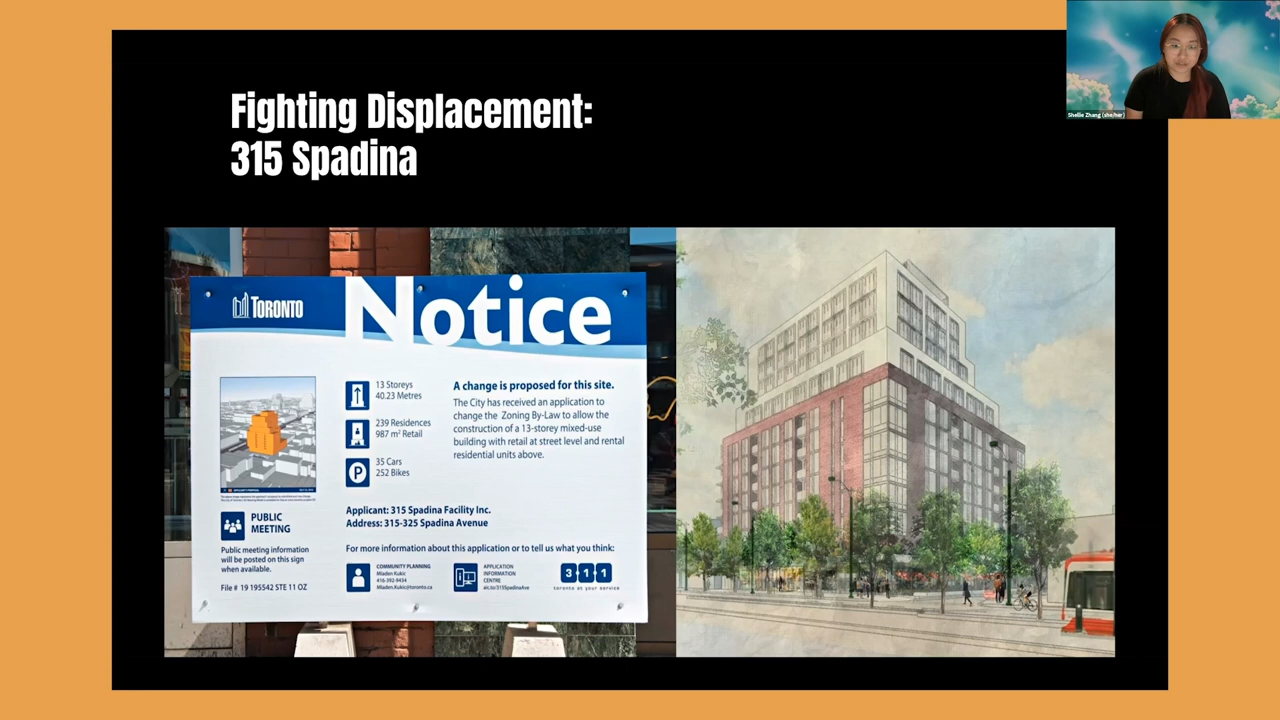 Fighting Displacement:
315 Spadina
Shellie Zhang (she/her)
TORONTO
Notice
13 Storeys
40.23 Metres
239 Residences
987 m² Retail
35 Cars
252 Bikes
A change is proposed for this site.
The City has received an application to
change the Zoning By-Law to allow the
construction of a 13-storey mixed-use
building with retail at street level and rental
residential units above.
PUBLIC
MEETING
Public meeting information
will be posted on this sign
when available.
File # 19 195542 STE 11 OZ
Applicant: 315 Spadina Facility Inc.
Address: 315-325 Spadina Avenue
For more information about this application or to tell us what you think:
COMMUNITY PLANNING
Mladen Kukic
416-392-9434
Mladen.Kukic@toronto.ca
APPLICATION
INFORMATION
CENTRE
aic.to/315SpadinaAve
311
toronto at your service